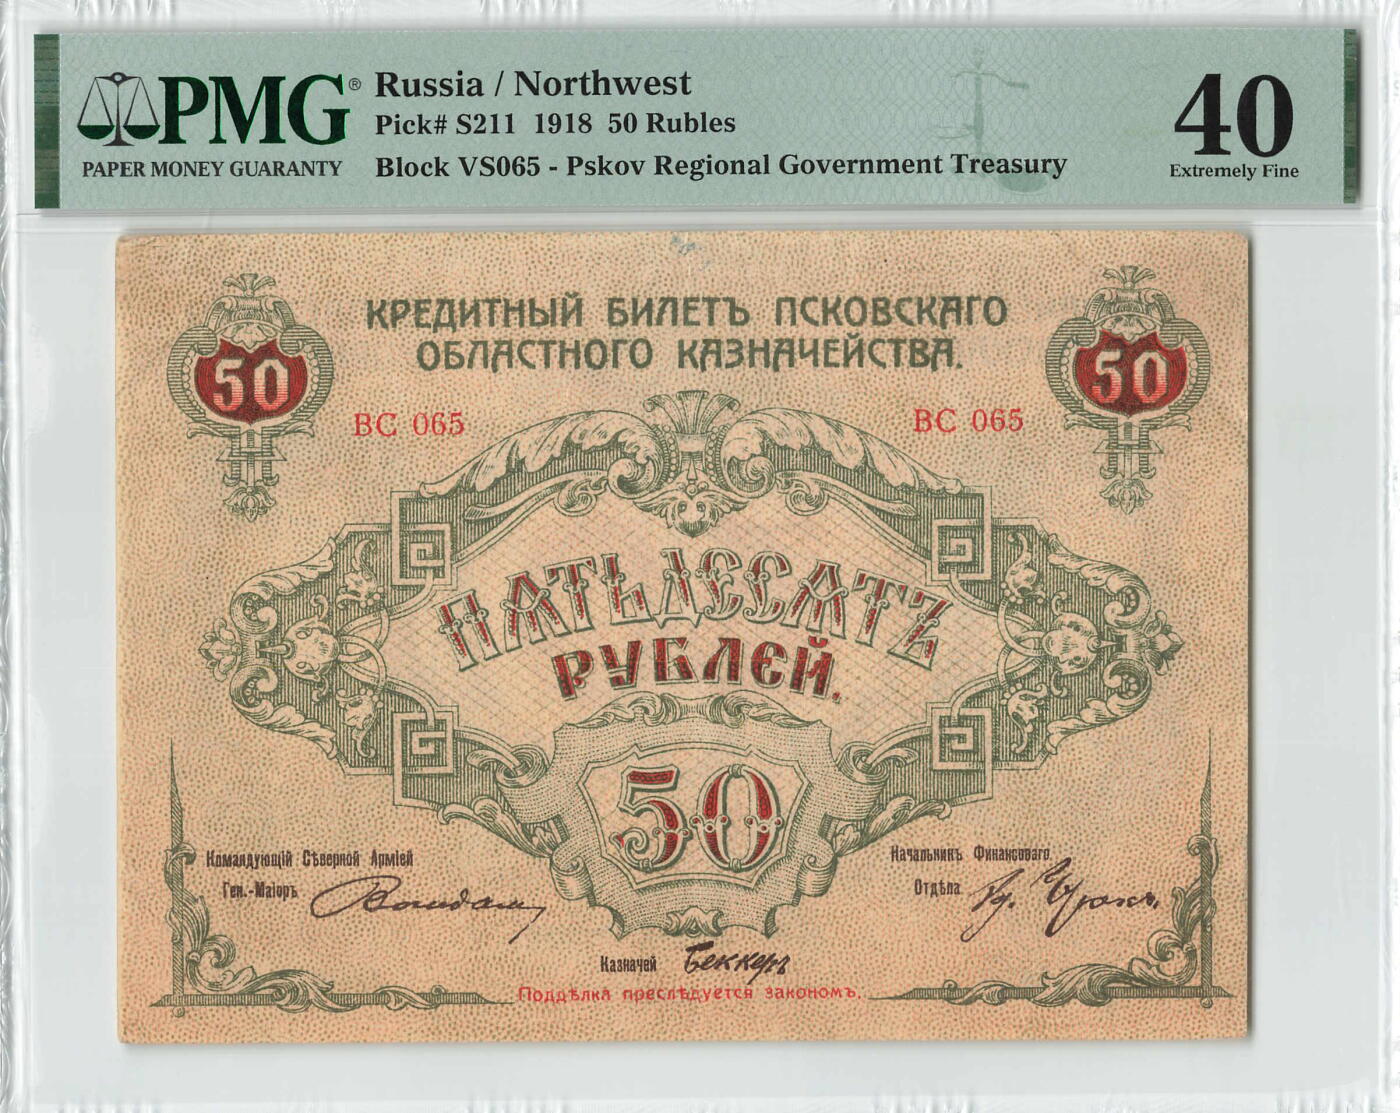 PMG®
PAPER MONEY GUARANTY
Russia / Northwest
Pick# S211 1918 50 Rubles
Block VS065 - Pskov Regional Government Treasury
40
Extremely Fine
КРЕДИТНЫЙ БИЛЕТЪ ПСКОВСКАГО
ОБЛАСТНОГО КАЗНАЧЕЙСТВА.
50
50
ВС 065
ВС 065
ПЯТЬДЕСЯТЪ
РУБЛЕЙ.
50
Командующій Сѣверной Арміей
Ген.-Маіоръ
Начальникъ Финансоваго
Отдѣла
Казначей Беккеръ
Поддѣлка преслѣдуется закономъ.